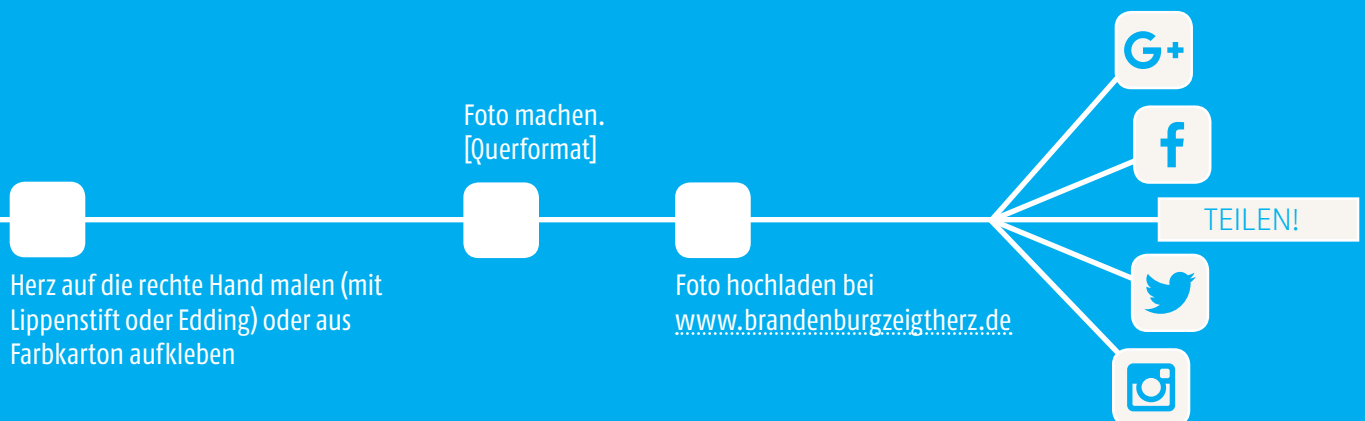 G+
Foto machen.
[Querformat]
f
TEILEN!
Herz auf die rechte Hand malen (mit
Lippenstift oder Edding) oder aus
Farbkarton aufkleben
Foto hochladen bei
www.brandenburgzeigtherz.de